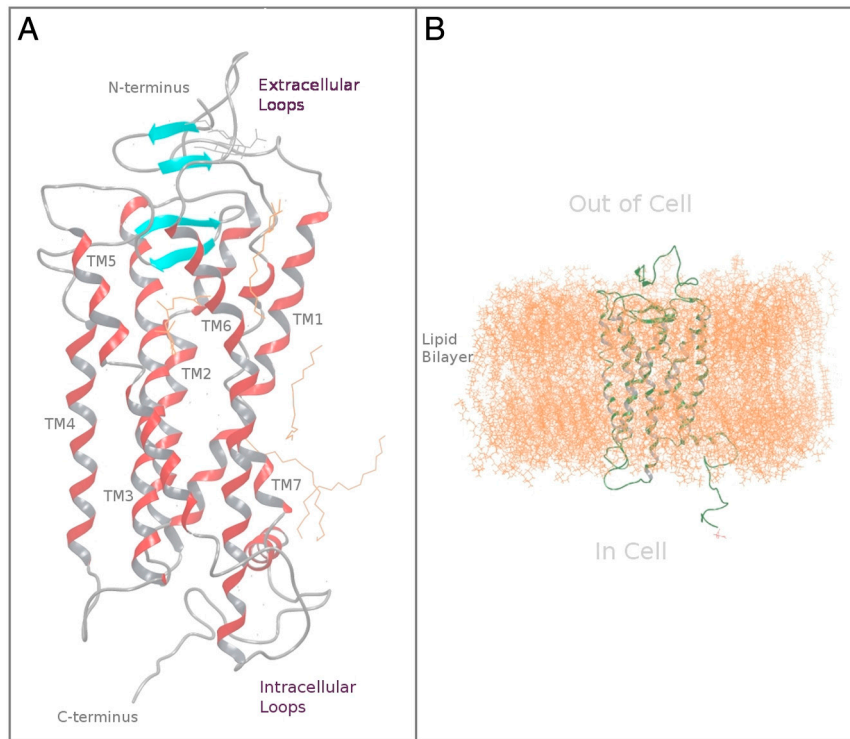 A
N-terminus
Extracellular
Loops
TM5
TM6
TM1
TM2
TM4
TM3
TM7
Intracellular
Loops
C-terminus
B
Out of Cell
Lipid
Bilayer
In Cell